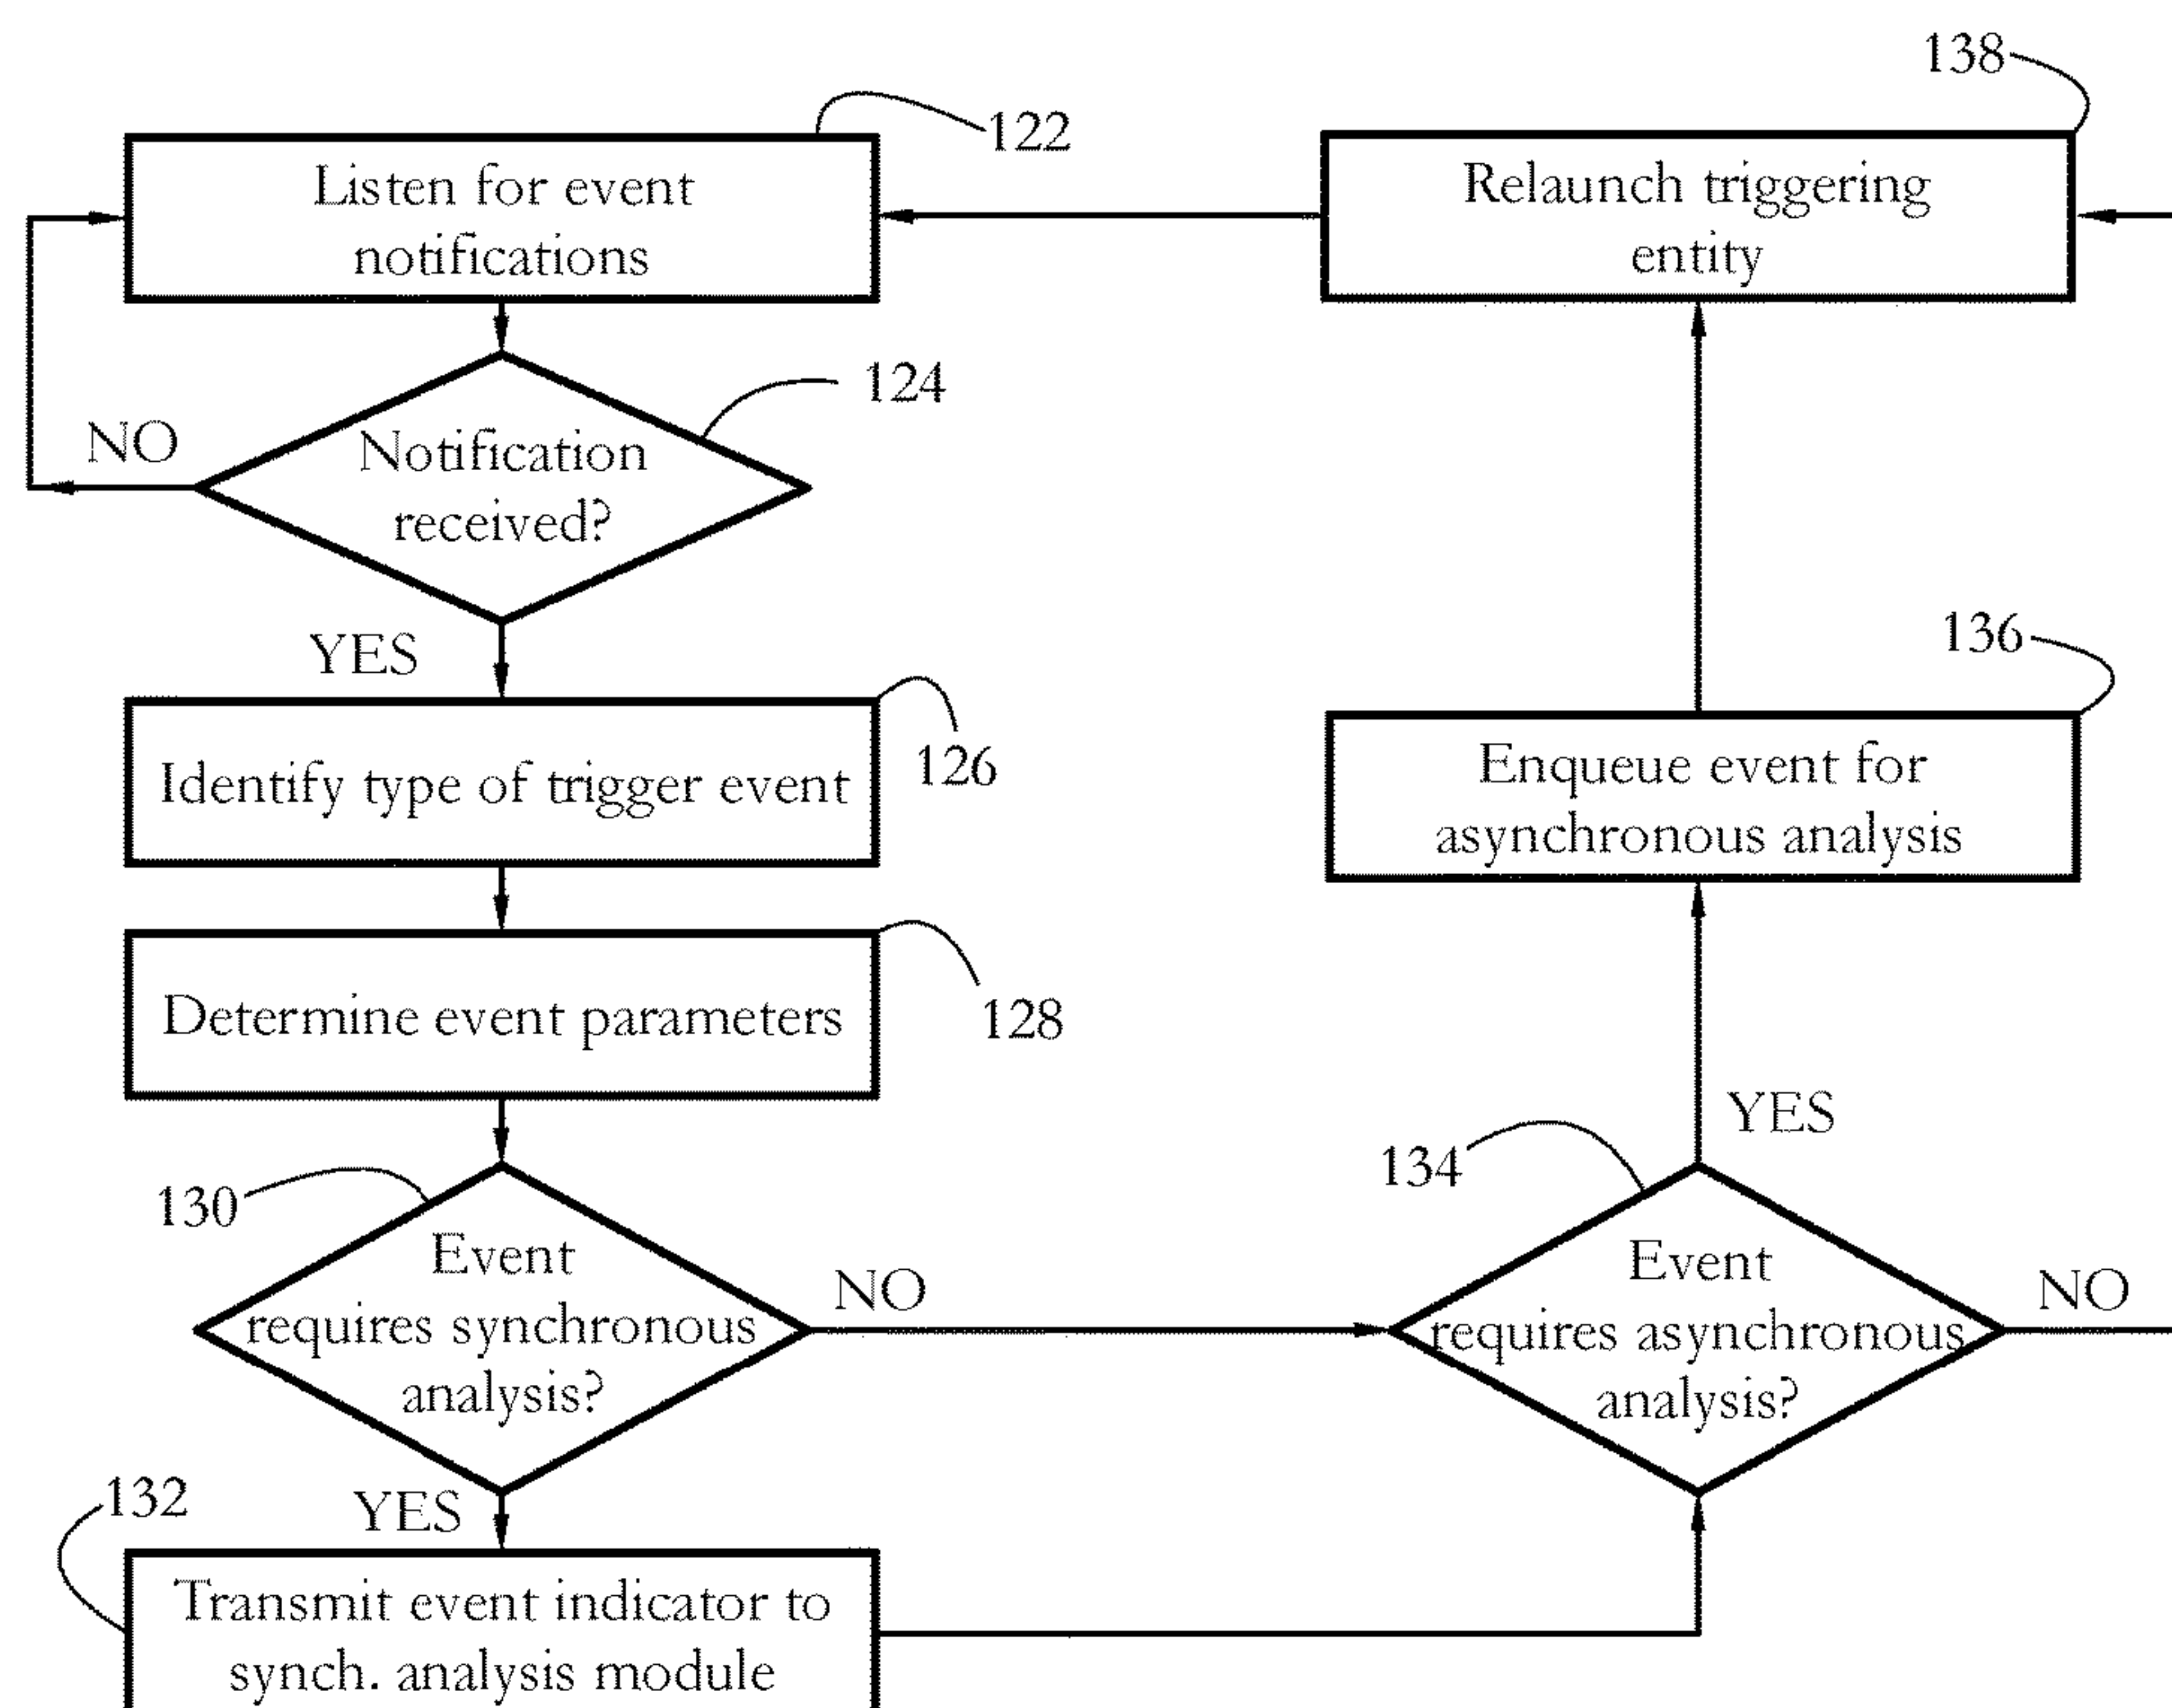 138
122
Listen for event
notifications
Relaunch triggering
entity
124
NO
Notification
received?
YES
136
126
Identify type of trigger event
Enqueue event for
asynchronous analysis
128
Determine event parameters
YES
134
130
Event
requires synchronous
analysis?
NO
Event
requires asynchronous
analysis?
NO
132
YES
Transmit event indicator to
synch. analysis module